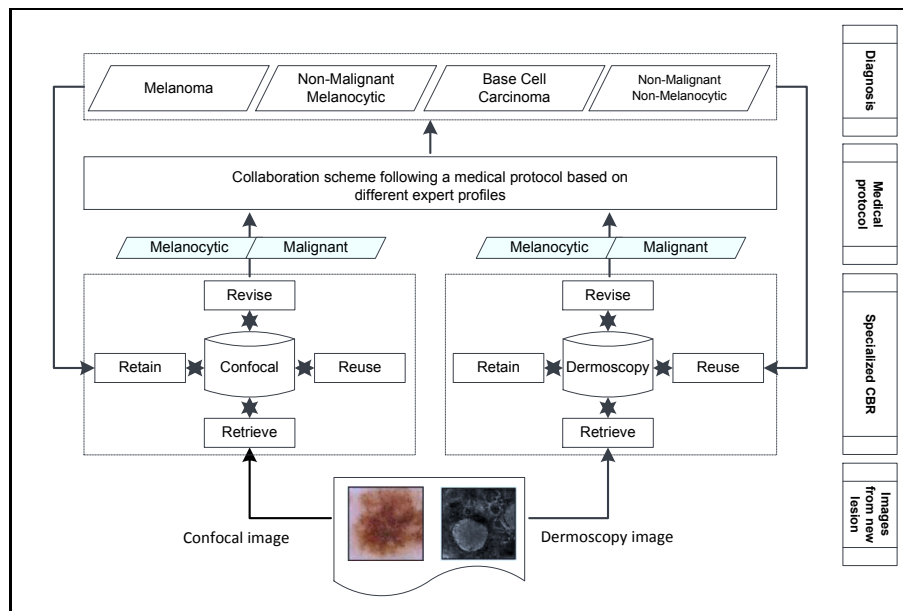 Melanoma
Non-Malignant
Melanocytic
Base Cell
Carcinoma
Non-Malignant
Non-Melanocytic
Diagnosis
Collaboration scheme following a medical protocol based on
different expert profiles
Medical
protocol
Melanocytic
Malignant
Melanocytic
Malignant
Revise
Retain
Confocal
Reuse
Retrieve
Revise
Retain
Dermoscopy
Reuse
Retrieve
Specialized CBR
Confocal image
Dermoscopy image
Images
from new
lesion